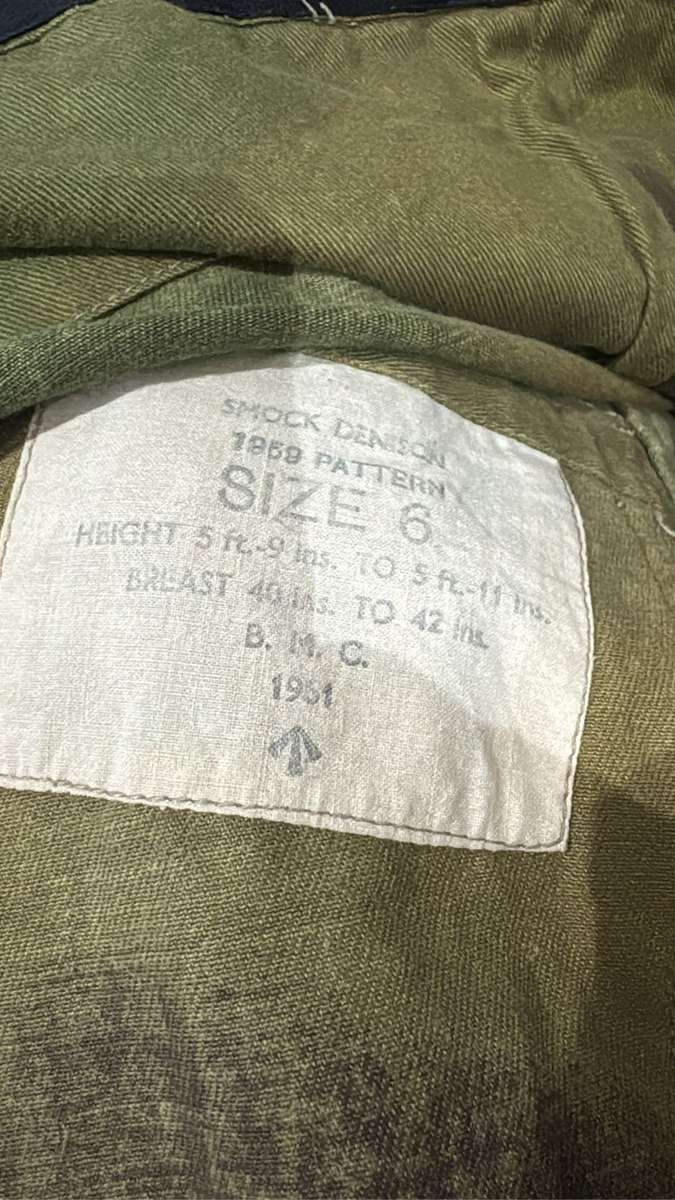 SMOCK DENISON
1959 PATTERN
SIZE 6
HEIGHT 5 ft.-9 ins. TO 5 ft.-11 ins.
BREAST 40 ins. TO 42 ins.
B. M. C.
1961